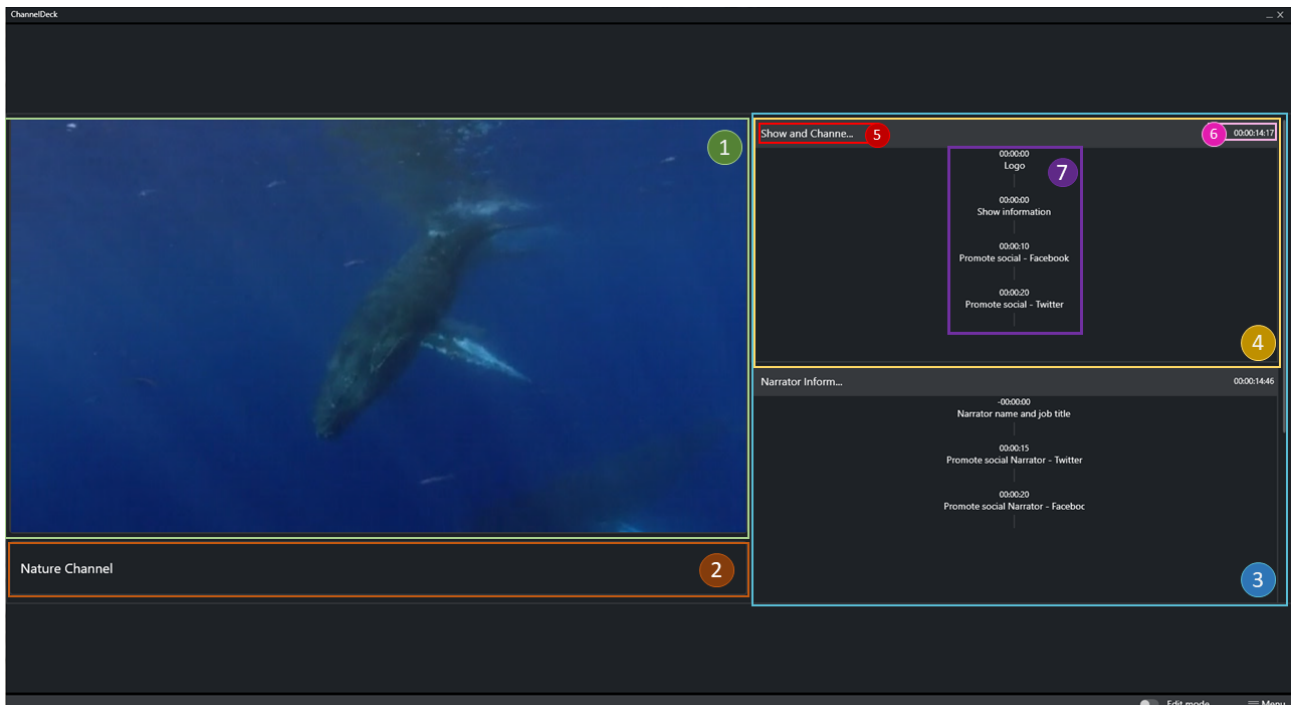 ChannelDeck
1
Nature Channel
2
Show and Channe...
5
6
00:00:14:17
00:00:00
Logo
7
00:00:00
Show information
00:00:10
Promote social - Facebook
00:00:20
Promote social - Twitter
4
Narrator Inform...
00:00:14:46
-00:00:00
Narrator name and job title
00:00:15
Promote social Narrator - Twitter
00:00:20
Promote social Narrator - Faceboc
3
Edit mode
Menu